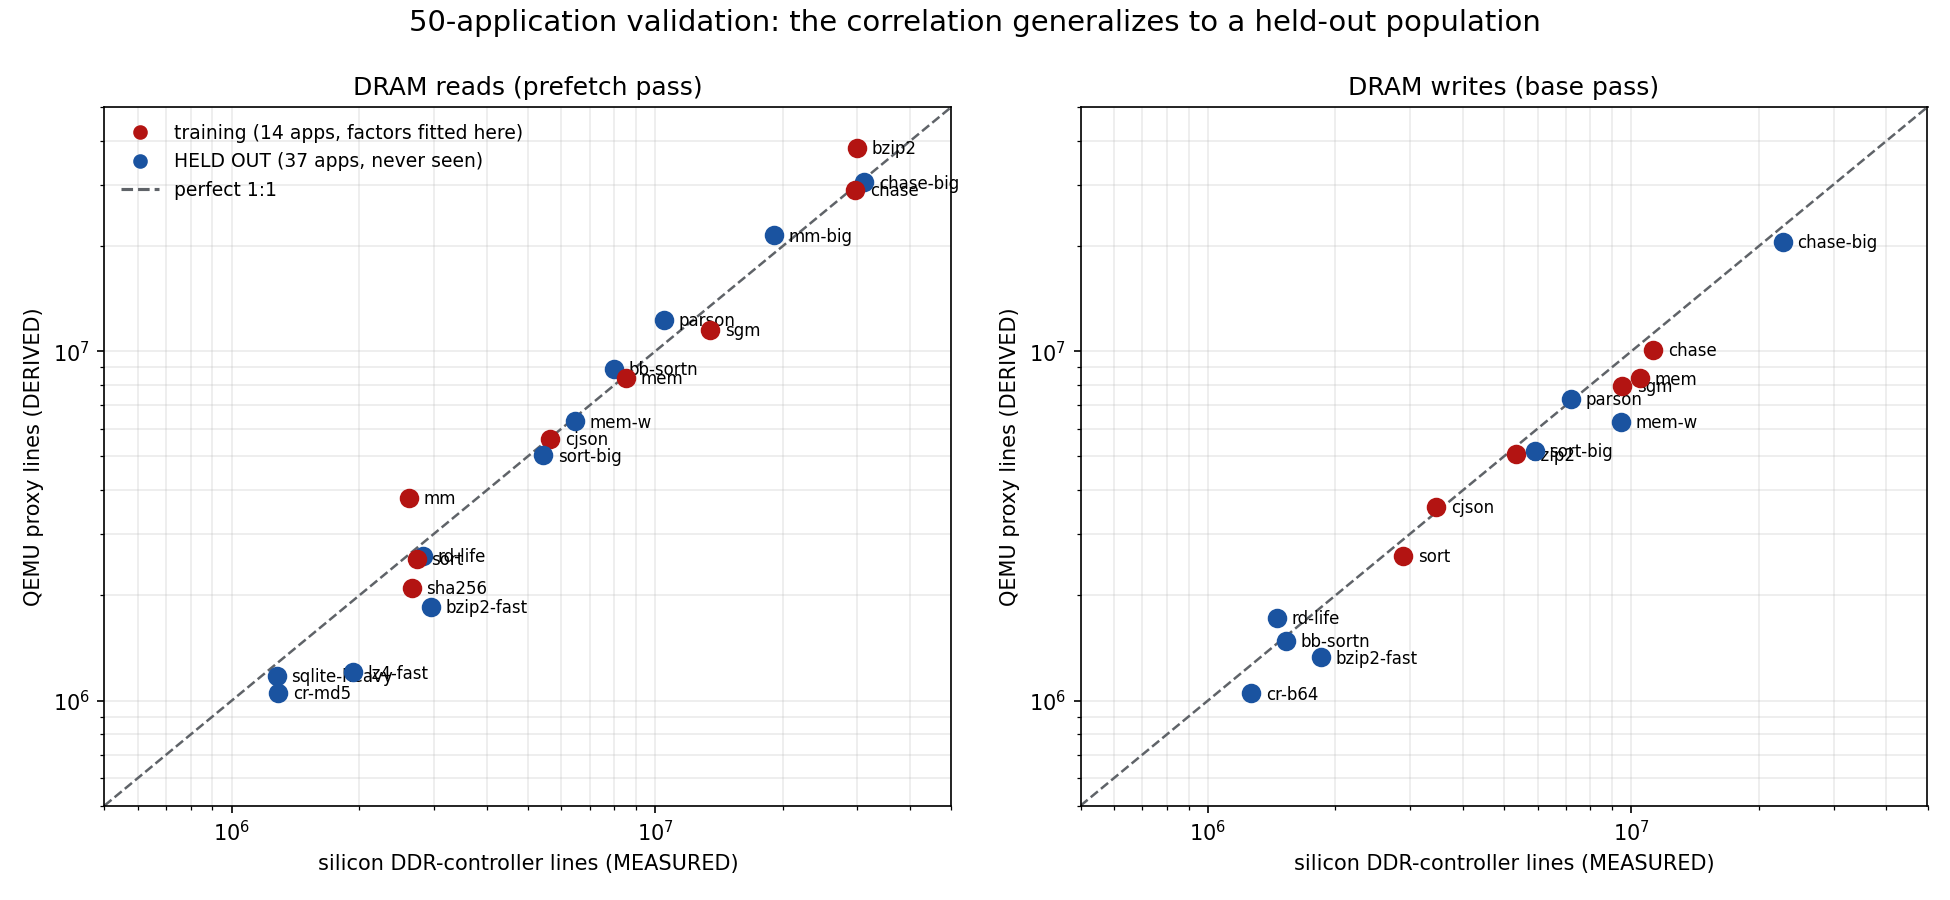 50-application validation: the correlation generalizes to a held-out population
DRAM reads (prefetch pass)
training (14 apps, factors fitted here)
HELD OUT (37 apps, never seen)
perfect 1:1
bzip2
chase-big
chase
mm-big
parson
sgm
bb-sortn
mem
mem-w
cjson
sort-big
mm
rd-life
sort
sha256
bzip2-fast
lz4-fast
sqlite-heavy
cr-md5
10⁷
10⁶
10⁶
10⁷
QEMU proxy lines (DERIVED)
silicon DDR-controller lines (MEASURED)
DRAM writes (base pass)
chase-big
chase
mem
sgm
parson
mem-w
sort-big
bzip2
cjson
sort
rd-life
bb-sortn
bzip2-fast
cr-b64
10⁷
10⁶
10⁶
10⁷
QEMU proxy lines (DERIVED)
silicon DDR-controller lines (MEASURED)